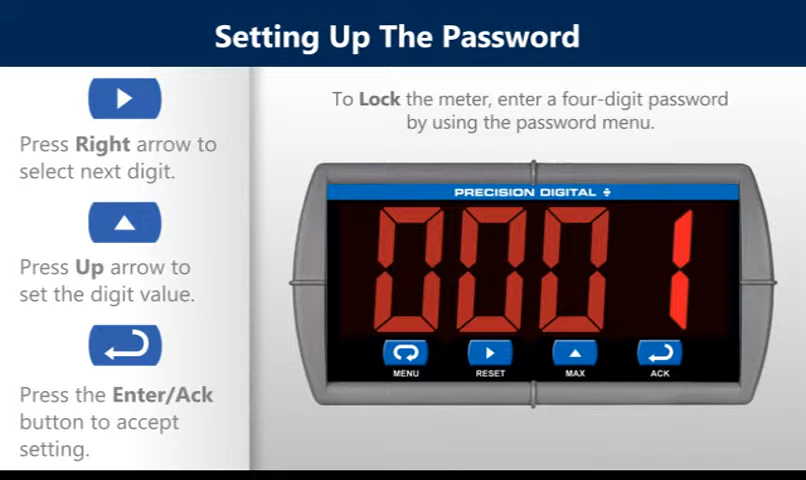 Setting Up The Password
Press Right arrow to
select next digit.
Press Up arrow to
set the digit value.
Press the Enter/Ack
button to accept
setting.
To Lock the meter, enter a four-digit password
by using the password menu.
PRECISION DIGITAL
0001
MENU RESET MAX ACK